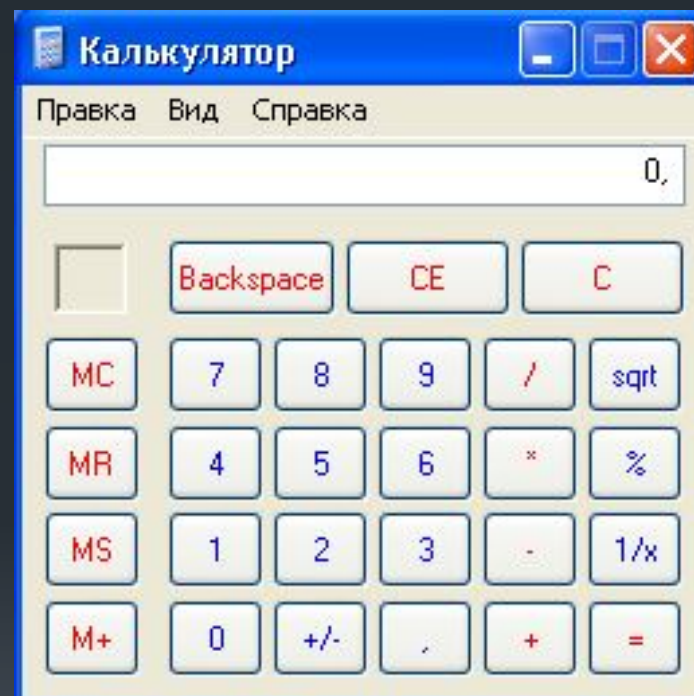 Калькулятор
Правка Вид Справка
0,
Backspace CE C
MC 7 8 9 / sqrt
MR 4 5 6 * %
MS 1 2 3 - 1/x
M+ 0 +/- , + =